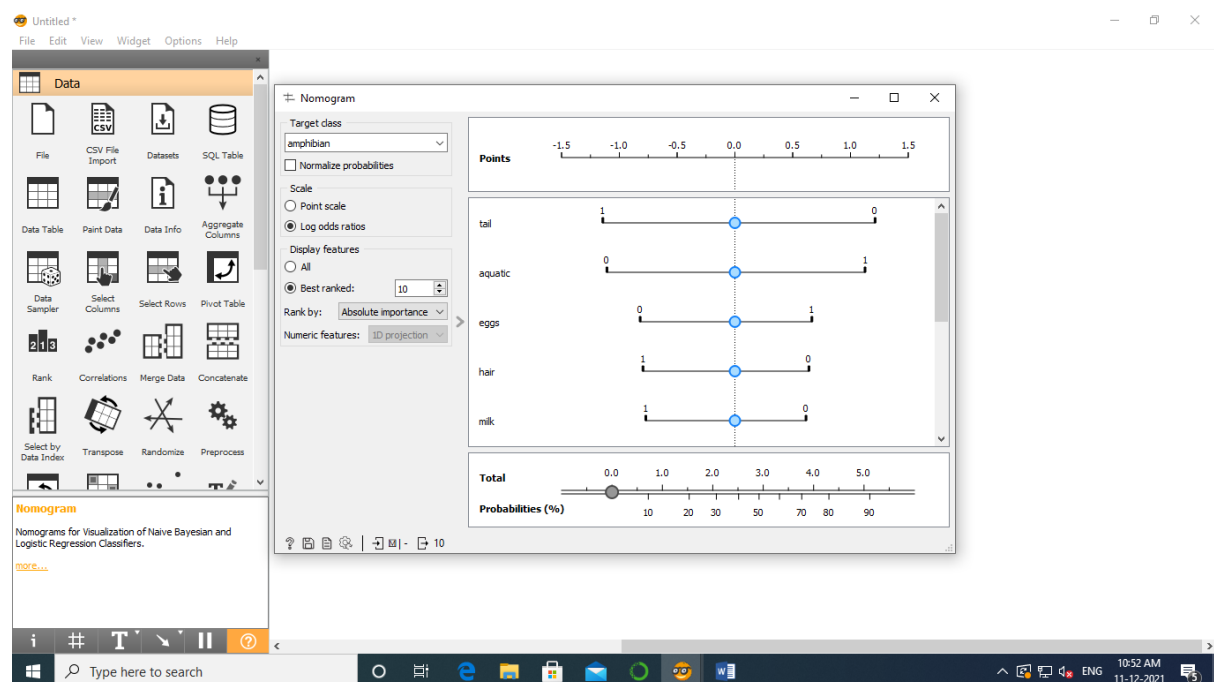 Untitled *
File Edit View Widget Options Help
Data
File
CSV File Import
Datasets
SQL Table
Data Table
Paint Data
Data Info
Aggregate Columns
Data Sampler
Select Columns
Select Rows
Pivot Table
Rank
Correlations
Merge Data
Concatenate
Select by Data Index
Transpose
Randomize
Preprocess
Nomogram
Nomograms for Visualization of Naive Bayesian and
Logistic Regression Classifiers.
more...
Nomogram
Target class
amphibian
Normalize probabilities
Scale
Point scale
Log odds ratios
Display features
All
Best ranked: 10
Rank by: Absolute importance
Numeric features: 1D projection
10
Points
-1.5 -1.0 -0.5 0.0 0.5 1.0 1.5
tail 1 0
aquatic 0 1
eggs 0 1
hair 1 0
milk 1 0
Total 0.0 1.0 2.0 3.0 4.0 5.0
Probabilities (%) 10 20 30 50 70 80 90
Type here to search
ENG
10:52 AM
11-12-2021
5